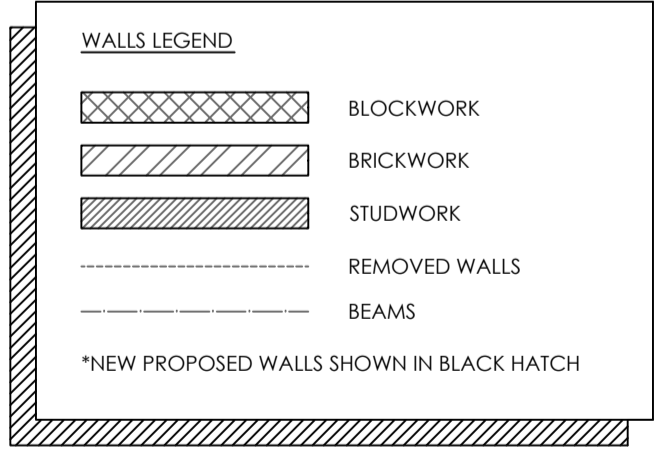 WALLS LEGEND
BLOCKWORK
BRICKWORK
STUDWORK
REMOVED WALLS
BEAMS
*NEW PROPOSED WALLS SHOWN IN BLACK HATCH